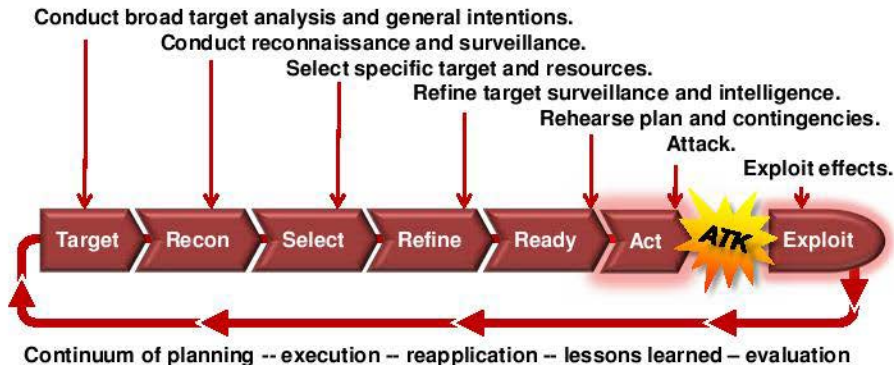 Conduct broad target analysis and general intentions.
Conduct reconnaissance and surveillance.
Select specific target and resources.
Refine target surveillance and intelligence.
Rehearse plan and contingencies.
Attack.
Exploit effects.
Target
Recon
Select
Refine
Ready
Act
ATK
Exploit
Continuum of planning -- execution -- reapplication -- lessons learned – evaluation